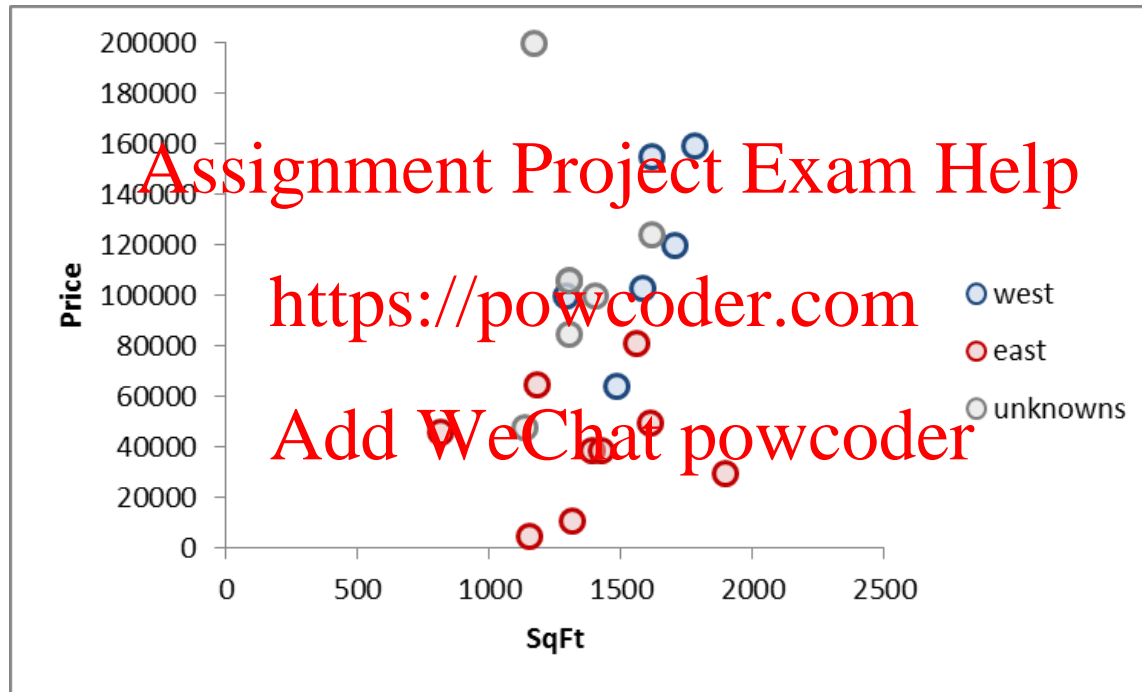 200000
180000
160000
Assignment Project Exam Help
140000
120000
Price
https://powcoder.com
100000
west
80000
east
60000
unknowns
Add WeChat powcoder
40000
20000
0
0 500 1000 1500 2000 2500
SqFt